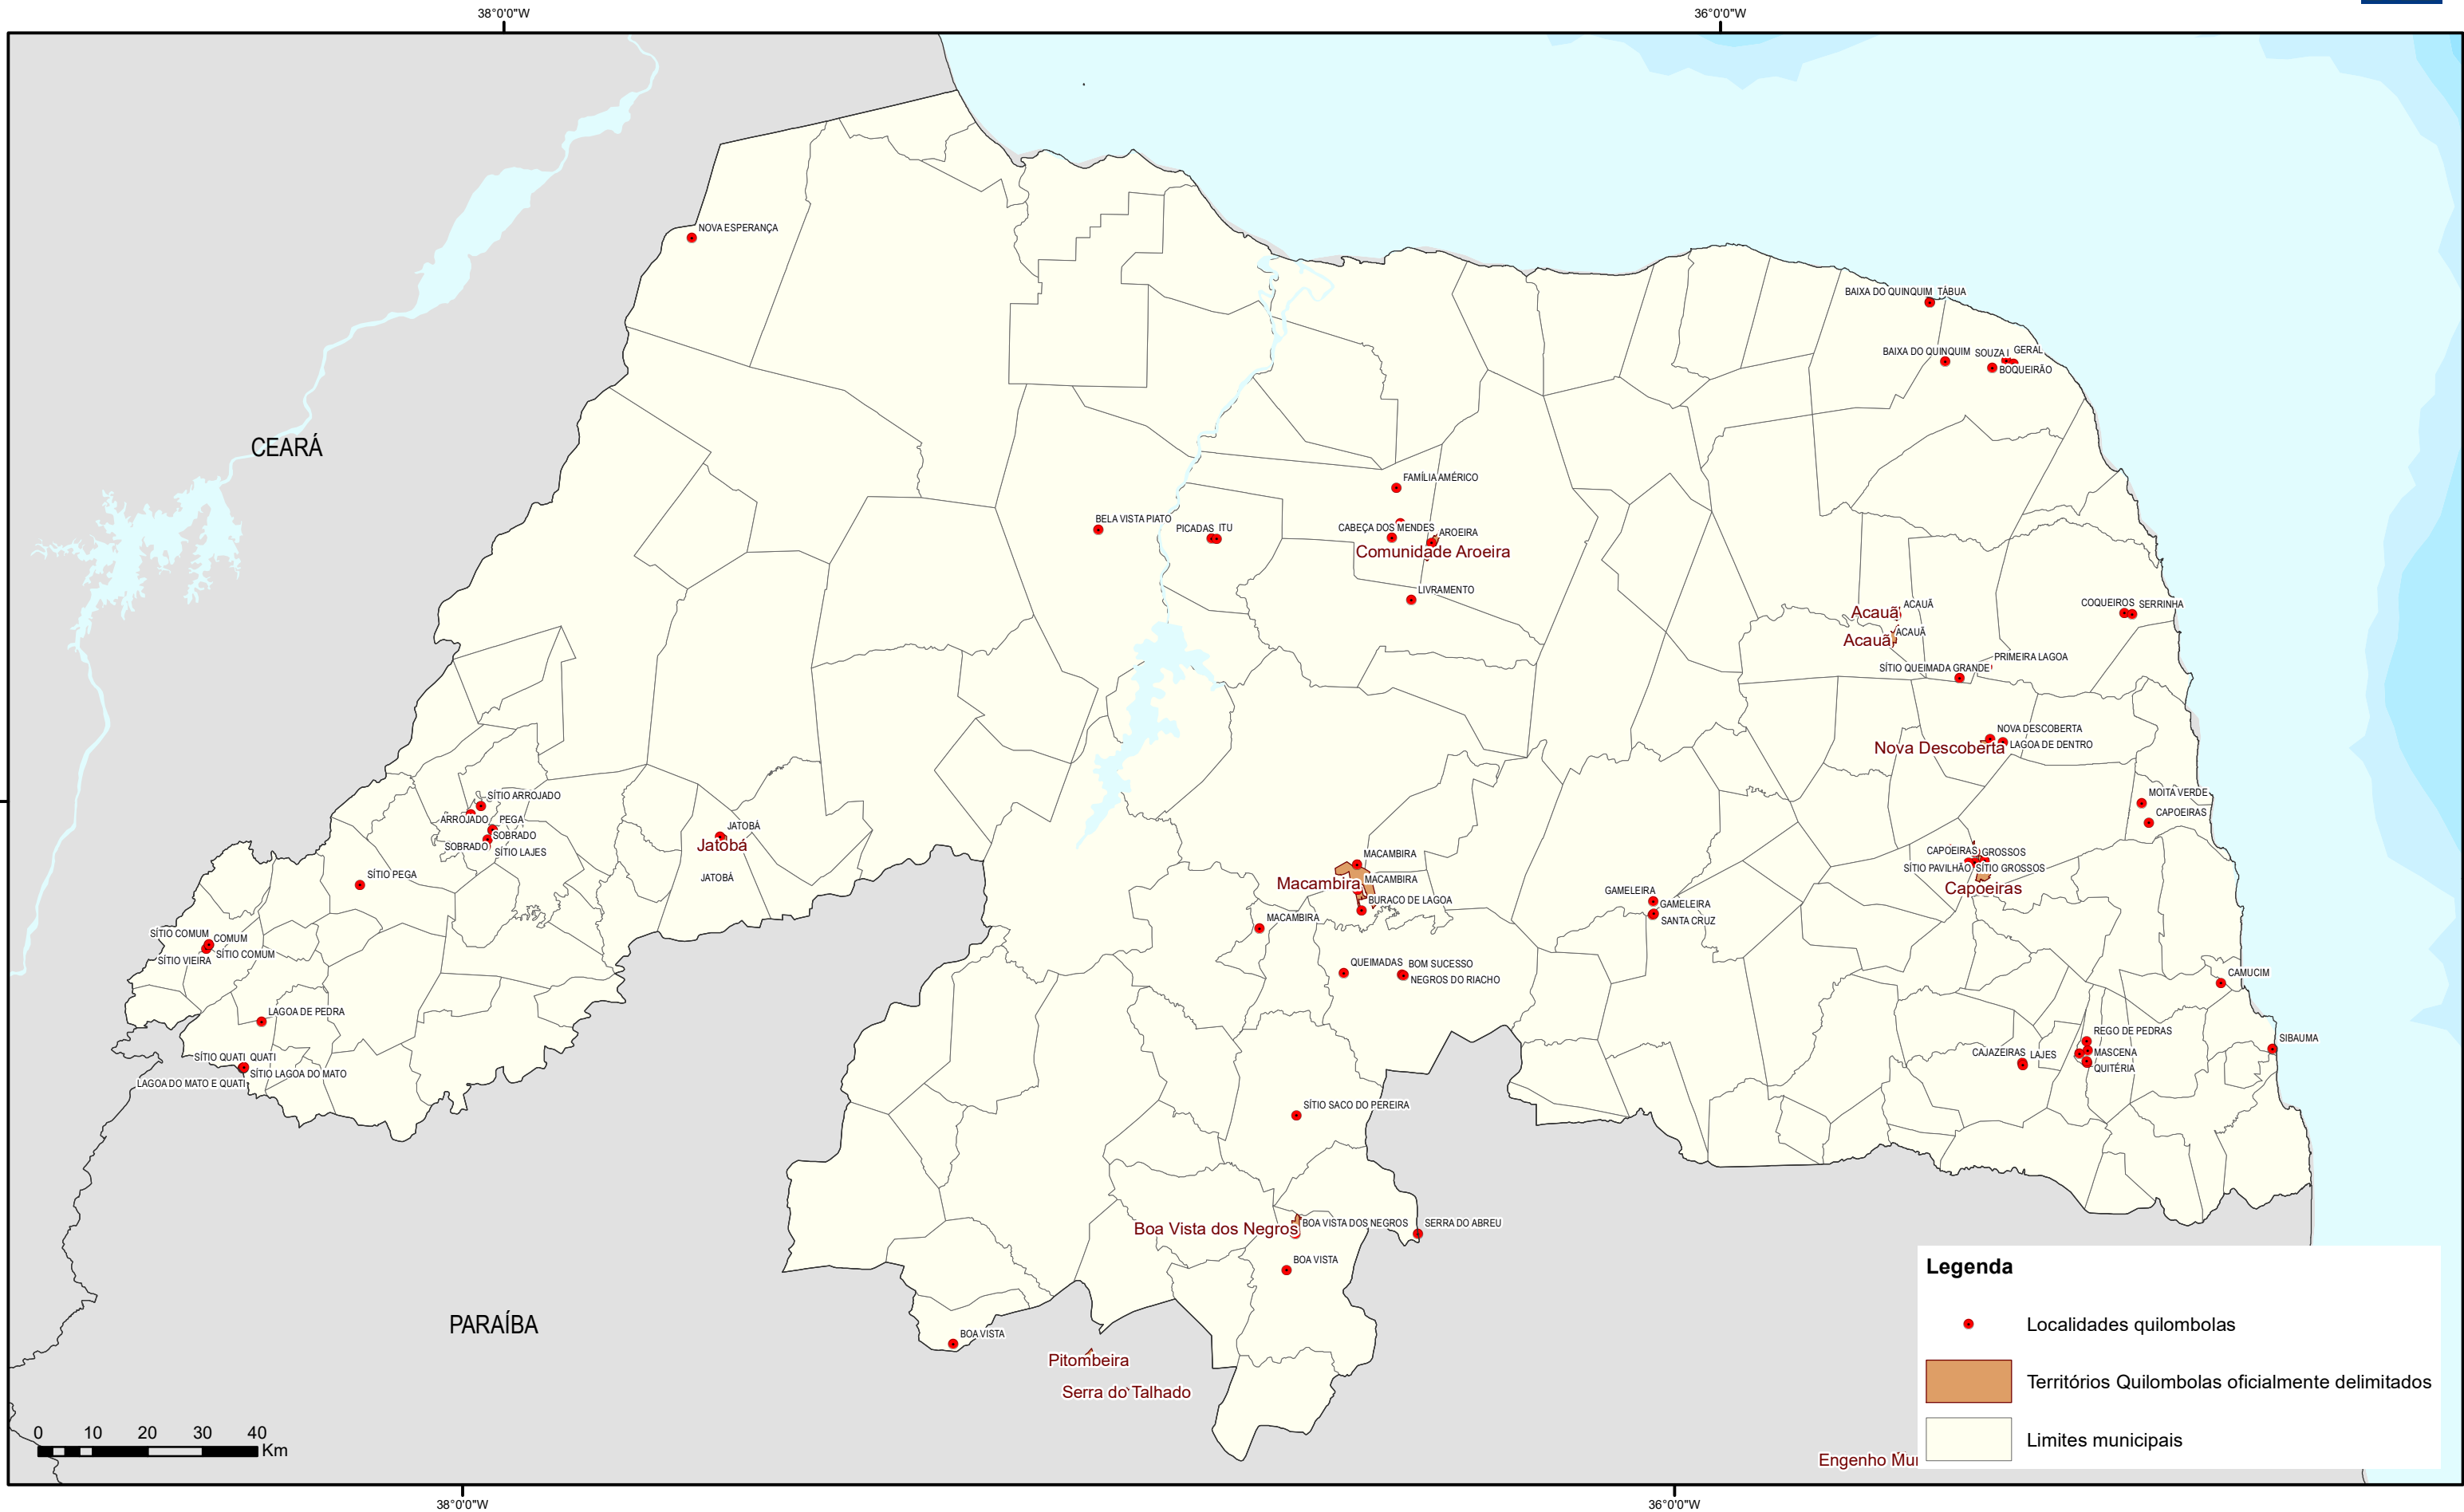 38°0'0"W
36°0'0"W
NOVA ESPERANÇA
BAIXA DO QUINQUIM
TÁBUA
BAIXA DO QUINQUIM
SOUZA I
GERAL
BOQUEIRÃO
CEARÁ
FAMÍLIA AMÉRICO
BELA VISTA PIATO
PICADAS
ITU
CABEÇA DOS MENDES
AROEIRA
Comunidade Aroeira
LIVRAMENTO
COQUEIROS
SERRINHA
ACAUÃ
Acauã
ACAUÃ
Acauã
PRIMEIRA LAGOA
SÍTIO QUEIMADA GRANDE
NOVA DESCOBERTA
Nova Descoberta
LAGOA DE DENTRO
SÍTIO ARROJADO
ARROJADO
PEGA
SOBRADO
SOBRADO
SÍTIO LAJES
JATOBÁ
Jatobá
JATOBÁ
MOITA VERDE
CAPOEIRAS
SÍTIO PEGA
MACAMBIRA
Macambira
MACAMBIRA
BURACO DE LAGOA
MACAMBIRA
CAPOEIRAS
GROSSOS
SÍTIO PAVILHÃO
SÍTIO GROSSOS
Capoeiras
GAMELEIRA
GAMELEIRA
SANTA CRUZ
SÍTIO COMUM
COMUM
SÍTIO COMUM
SÍTIO VIEIRA
QUEIMADAS
BOM SUCESSO
NEGROS DO RIACHO
CAMUCIM
LAGOA DE PEDRA
REGO DE PEDRAS
SIBAUMA
CAJAZEIRAS
LAJES
MASCENA
QUITÉRIA
SÍTIO QUATI
QUATI
SÍTIO LAGOA DO MATO
LAGOA DO MATO E QUATI
SÍTIO SACO DO PEREIRA
Boa Vista dos Negros
BOA VISTA DOS NEGROS
SERRA DO ABREU
BOA VISTA
PARAÍBA
BOA VISTA
Pitombeira
Serra do Talhado
Engenho Mu
Legenda
Localidades quilombolas
Territórios Quilombolas oficialmente delimitados
Limites municipais
0 10 20 30 40
Km
38°0'0"W
36°0'0"W